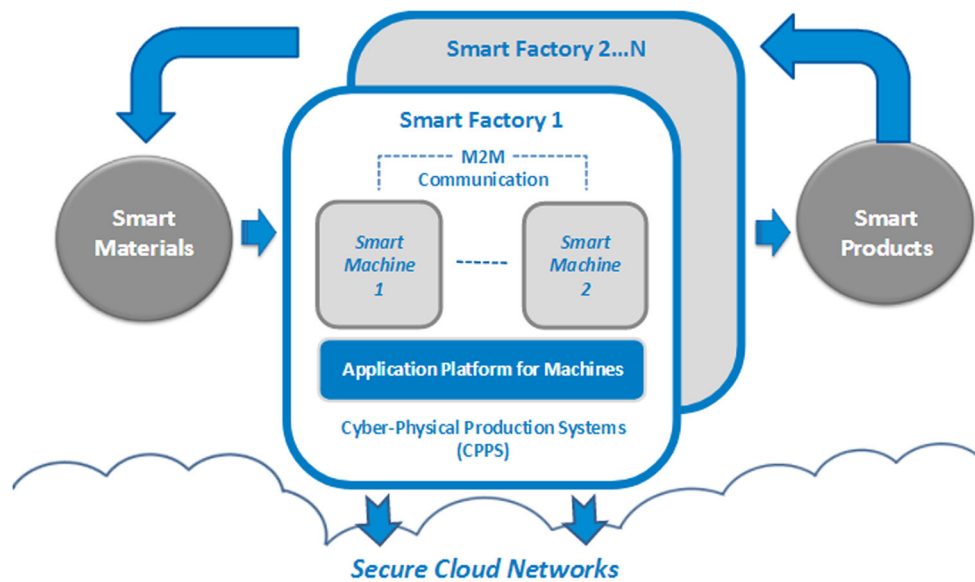 Smart Factory 2...N
Smart Factory 1
M2M
Communication
Smart
Materials
Smart
Machine
1
Smart
Machine
2
Smart
Products
Application Platform for Machines
Cyber-Physical Production Systems
(CPPS)
Secure Cloud Networks